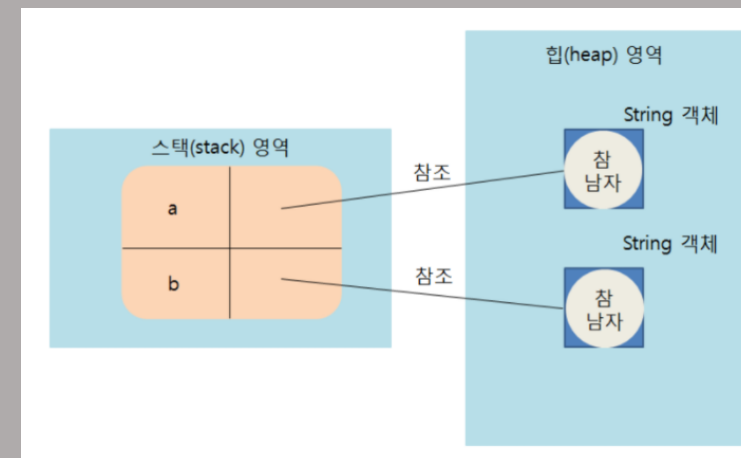 힙(heap) 영역
String 객체
스택(stack) 영역
참조
참
남자
a
String 객체
참조
b
참
남자